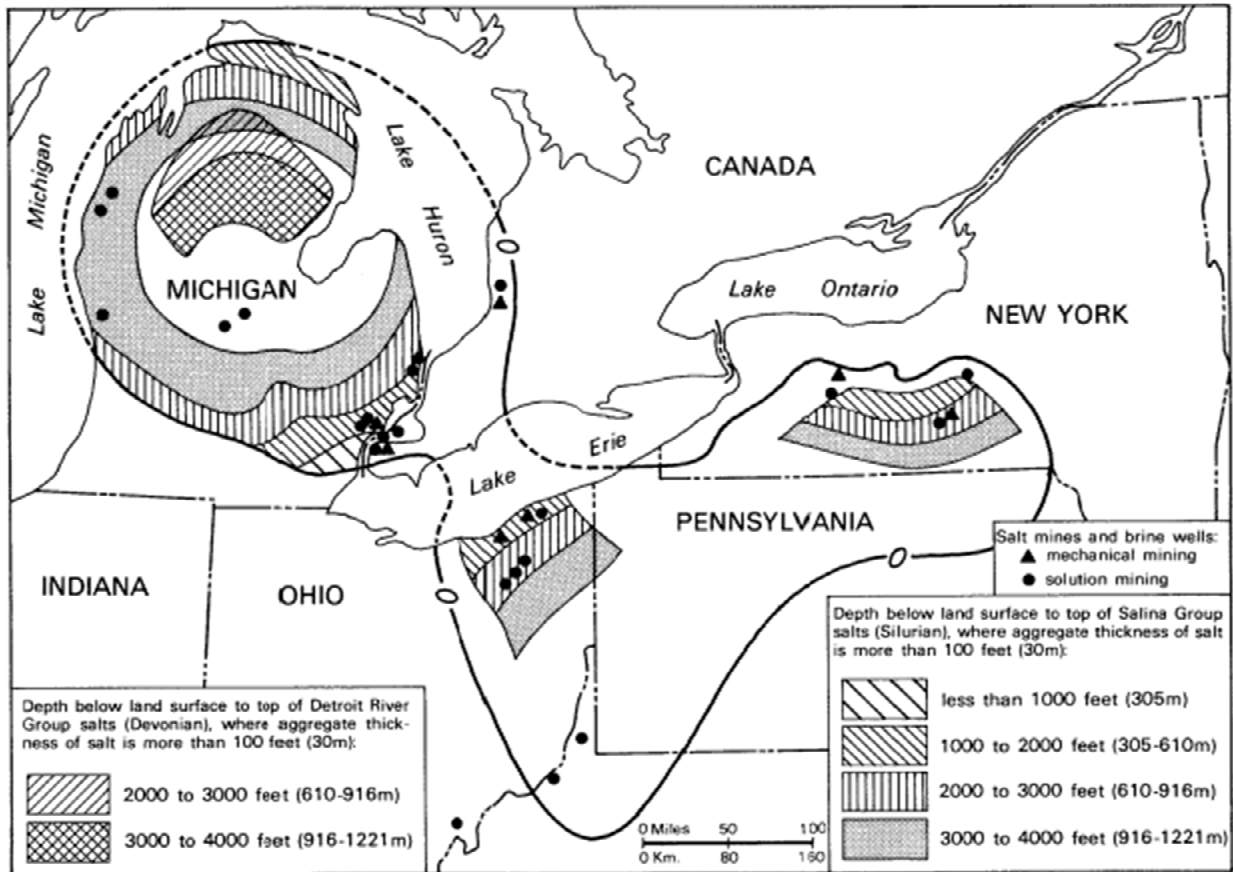 CANADA
Lake
Michigan
Lake
Huron
MICHIGAN
0
Lake Ontario
NEW YORK
Lake Erie
PENNSYLVANIA
INDIANA
OHIO
0
0
Salt mines and brine wells:
mechanical mining
solution mining
Depth below land surface to top of Detroit River
Group salts (Devonian), where aggregate thick-
ness of salt is more than 100 feet (30m):
2000 to 3000 feet (610-916m)
3000 to 4000 feet (916-1221m)
0 Miles 50 100
0 Km. 80 160
Depth below land surface to top of Salina Group
salts (Silurian), where aggregate thickness of salt
is more than 100 feet (30m):
less than 1000 feet (305m)
1000 to 2000 feet (305-610m)
2000 to 3000 feet (610-916m)
3000 to 4000 feet (916-1221m)